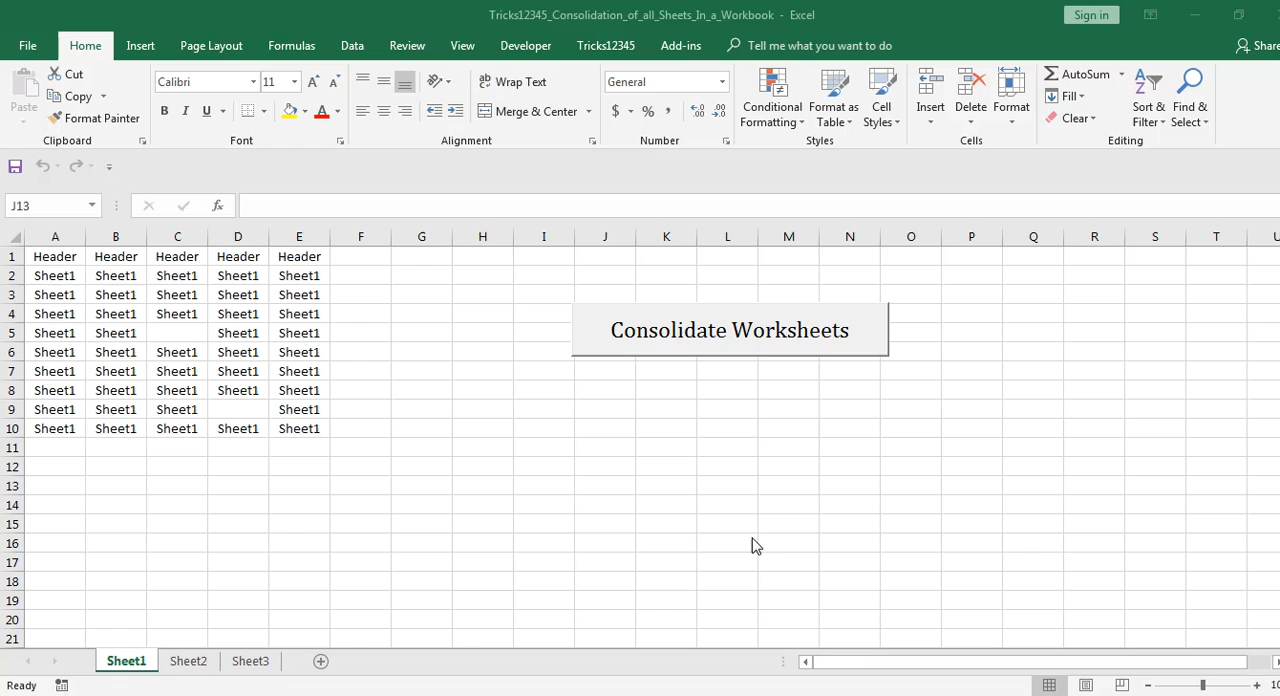 Tricks12345_Consolidation_of_all_Sheets_In_a_Workbook - Excel
Sign in
File Home Insert Page Layout Formulas Data Review View Developer Tricks12345 Add-ins Tell me what you want to do Share
Paste
Cut
Copy
Format Painter
Clipboard
Calibri 11
B I U
Font
Wrap Text
Merge & Center
Alignment
General
$ % ,
Number
Conditional Formatting
Format as Table
Cell Styles
Styles
Insert Delete Format
Cells
AutoSum
Fill
Clear
Sort & Filter
Find & Select
Editing
J13 fx
A B C D E F G H I J K L M N O P Q R S T U
1 Header Header Header Header Header
2 Sheet1 Sheet1 Sheet1 Sheet1 Sheet1
3 Sheet1 Sheet1 Sheet1 Sheet1 Sheet1
4 Sheet1 Sheet1 Sheet1 Sheet1 Sheet1
5 Sheet1 Sheet1 Sheet1 Sheet1
6 Sheet1 Sheet1 Sheet1 Sheet1 Sheet1
7 Sheet1 Sheet1 Sheet1 Sheet1 Sheet1
8 Sheet1 Sheet1 Sheet1 Sheet1 Sheet1
9 Sheet1 Sheet1 Sheet1 Sheet1
10 Sheet1 Sheet1 Sheet1 Sheet1 Sheet1
11
12
13
14
15
16
17
18
19
20
21
Consolidate Worksheets
Sheet1 Sheet2 Sheet3
Ready